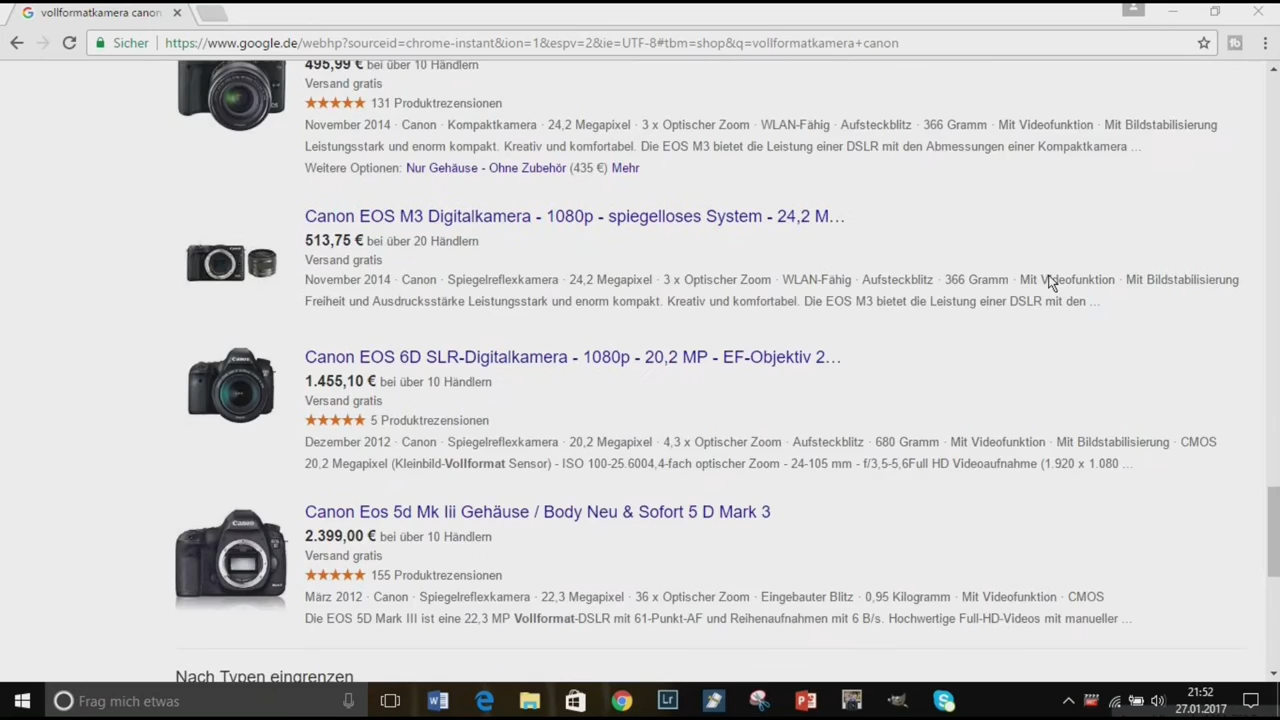 vollformatkamera canon
Sicher https://www.google.de/webhp?sourceid=chrome-instant&ion=1&espv=2&ie=UTF-8#tbm=shop&q=vollformatkamera+canon
495,99 € bei über 10 Händlern
Versand gratis
131 Produktrezensionen
November 2014 · Canon · Kompaktkamera · 24,2 Megapixel · 3 x Optischer Zoom · WLAN-Fähig · Aufsteckblitz · 366 Gramm · Mit Videofunktion · Mit Bildstabilisierung
Leistungsstark und enorm kompakt. Kreativ und komfortabel. Die EOS M3 bietet die Leistung einer DSLR mit den Abmessungen einer Kompaktkamera ...
Weitere Optionen: Nur Gehäuse - Ohne Zubehör (435 €) Mehr
Canon EOS M3 Digitalkamera - 1080p - spiegelloses System - 24,2 M…
513,75 € bei über 20 Händlern
Versand gratis
November 2014 · Canon · Spiegelreflexkamera · 24,2 Megapixel · 3 x Optischer Zoom · WLAN-Fähig · Aufsteckblitz · 366 Gramm · Mit Videofunktion · Mit Bildstabilisierung
Freiheit und Ausdrucksstärke Leistungsstark und enorm kompakt. Kreativ und komfortabel. Die EOS M3 bietet die Leistung einer DSLR mit den ...
Canon EOS 6D SLR-Digitalkamera - 1080p - 20,2 MP - EF-Objektiv 2…
1.455,10 € bei über 10 Händlern
Versand gratis
5 Produktrezensionen
Dezember 2012 · Canon · Spiegelreflexkamera · 20,2 Megapixel · 4,3 x Optischer Zoom · Aufsteckblitz · 680 Gramm · Mit Videofunktion · Mit Bildstabilisierung · CMOS
20,2 Megapixel (Kleinbild-Vollformat Sensor) - ISO 100-25.6004,4-fach optischer Zoom - 24-105 mm - f/3,5-5,6Full HD Videoaufnahme (1.920 x 1.080 ...
Canon Eos 5d Mk Iii Gehäuse / Body Neu & Sofort 5 D Mark 3
2.399,00 € bei über 10 Händlern
Versand gratis
155 Produktrezensionen
März 2012 · Canon · Spiegelreflexkamera · 22,3 Megapixel · 36 x Optischer Zoom · Eingebauter Blitz · 0,95 Kilogramm · Mit Videofunktion · CMOS
Die EOS 5D Mark III ist eine 22,3 MP Vollformat-DSLR mit 61-Punkt-AF und Reihenaufnahmen mit 6 B/s. Hochwertige Full-HD-Videos mit manueller ...
Nach Typen eingrenzen
Frag mich etwas
21:52
27.01.2017